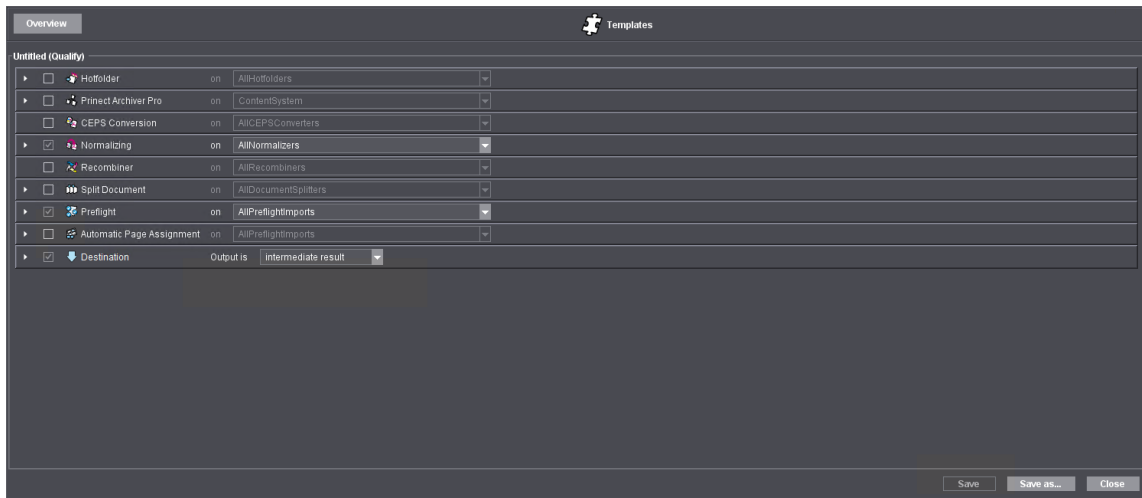 Overview
Templates
Untitled (Qualify)
Hotfolder on AllHotfolders
Prinect Archiver Pro on ContentSystem
CEPS Conversion on AllCEPSConverters
Normalizing on AllNormalizers
Recombiner on AllRecombiners
Split Document on AllDocumentSplitters
Preflight on AllPreflightImports
Automatic Page Assignment on AllPreflightImports
Destination Output is intermediate result
Save Save as... Close